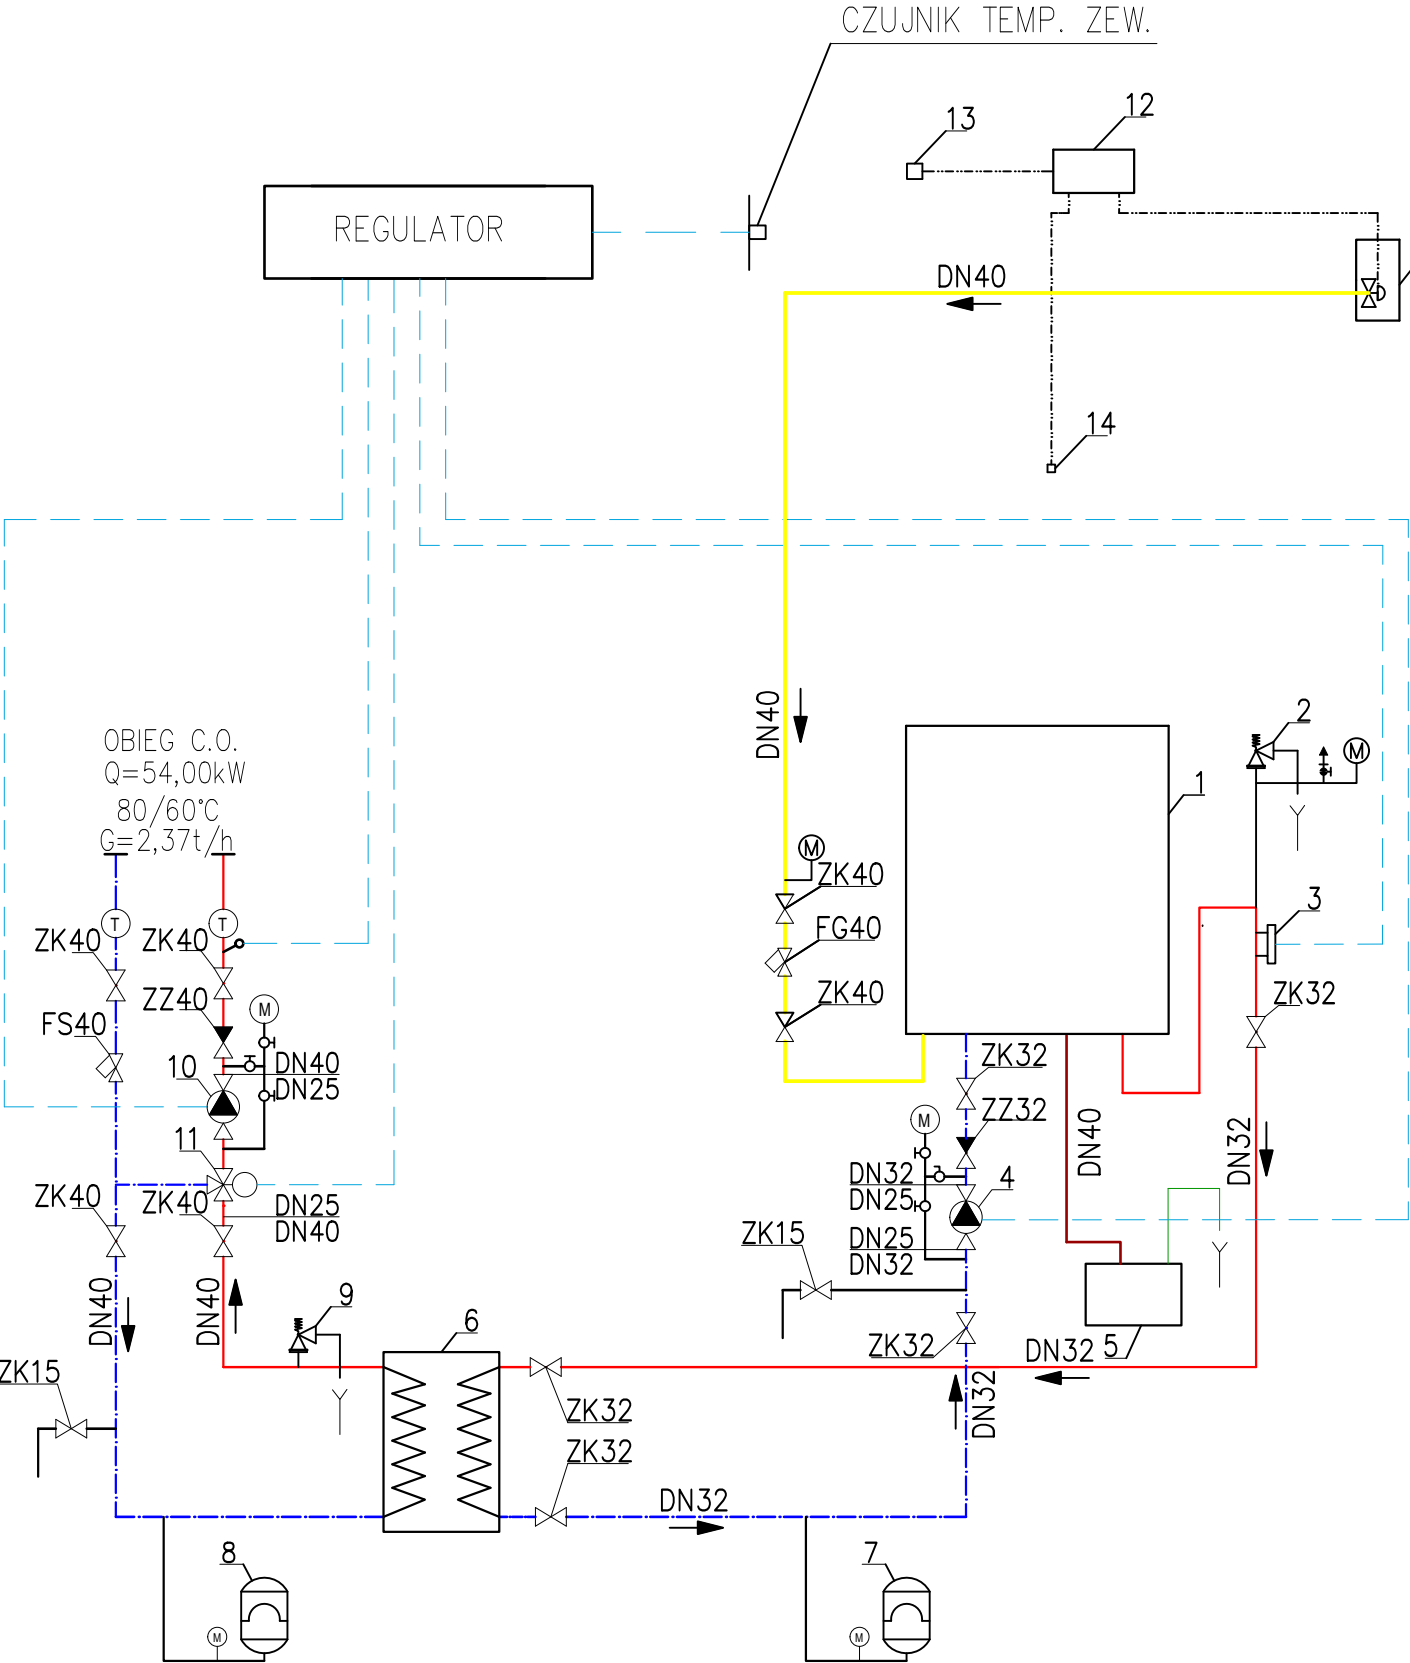 CZUJNIK TEMP. ZEW.
13
12
REGULATOR
DN40
14
DN40
OBIEG C.O.
Q=54,00kW
80/60°C
G=2,37t/h
2
M
1
M
ZK40
3
T
T
ZK40
ZK40
FG40
ZK40
ZK32
ZZ40
M
FS40
DN40
DN25
10
ZK32
M
ZZ32
DN40
DN32
11
DN32
DN25
4
ZK40
ZK40
DN25
DN40
ZK15
DN25
DN32
DN40
DN40
9
6
ZK32
DN32
5
ZK15
ZK32
DN32
ZK32
DN32
8
7
M
M